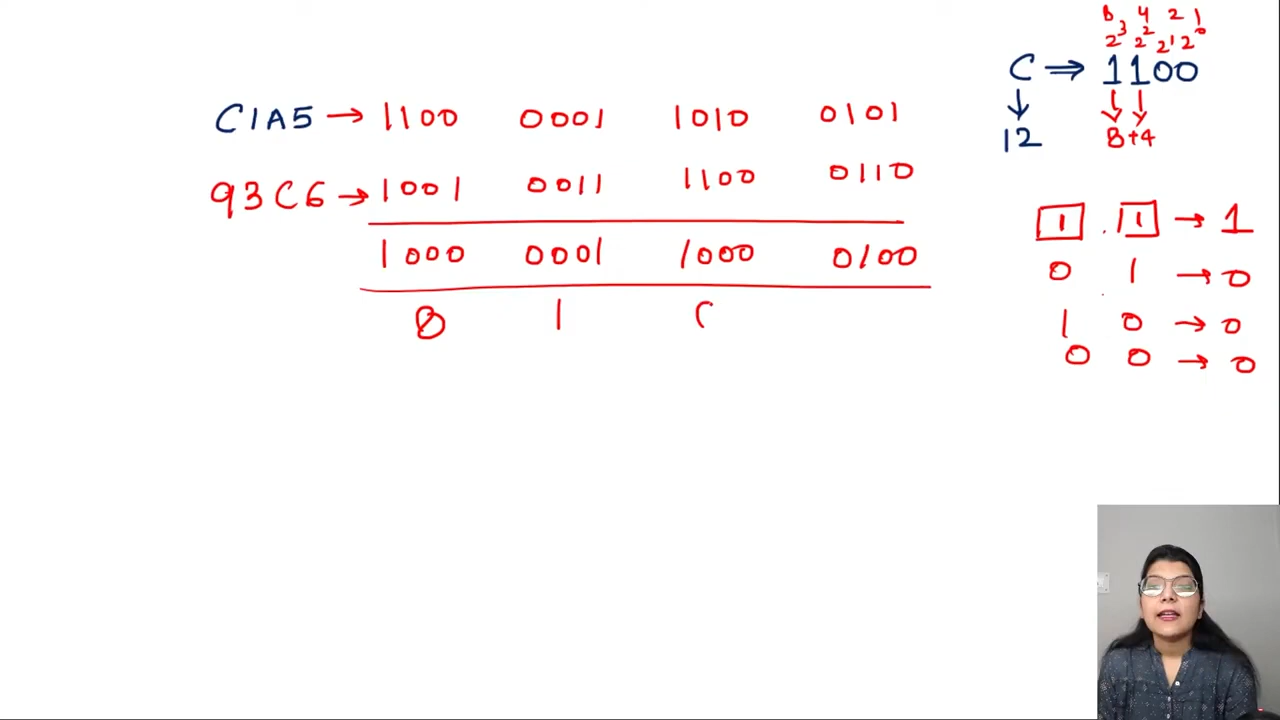 8 4 2 1
2³ 2² 2¹ 2⁰
C ⇒ 1100
12 8+4
C1A5 → 1100 0001 1010 0101
93C6 → 1001 0011 1100 0110
1000 0001 1000 0100
8 1
1 . 1 → 1
0 1 → 0
1 0 → 0
0 0 → 0